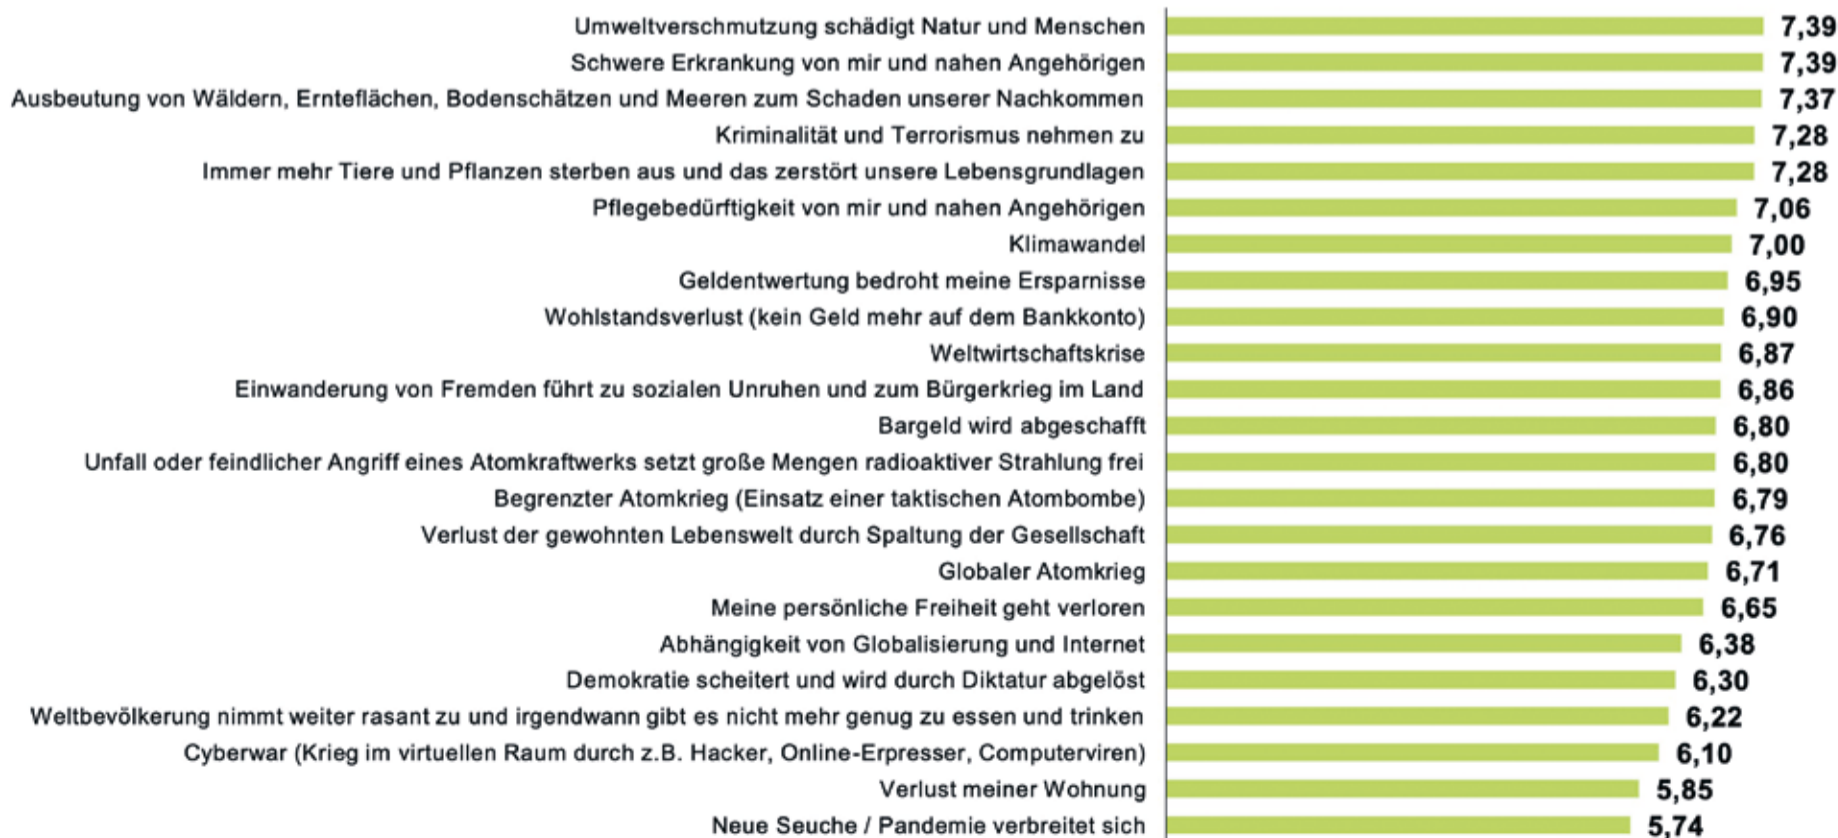 Umweltverschmutzung schädigt Natur und Menschen 7,39
Schwere Erkrankung von mir und nahen Angehörigen 7,39
Ausbeutung von Wäldern, Ernteflächen, Bodenschätzen und Meeren zum Schaden unserer Nachkommen 7,37
Kriminalität und Terrorismus nehmen zu 7,28
Immer mehr Tiere und Pflanzen sterben aus und das zerstört unsere Lebensgrundlagen 7,28
Pflegebedürftigkeit von mir und nahen Angehörigen 7,06
Klimawandel 7,00
Geldentwertung bedroht meine Ersparnisse 6,95
Wohlstandsverlust (kein Geld mehr auf dem Bankkonto) 6,90
Weltwirtschaftskrise 6,87
Einwanderung von Fremden führt zu sozialen Unruhen und zum Bürgerkrieg im Land 6,86
Bargeld wird abgeschafft 6,80
Unfall oder feindlicher Angriff eines Atomkraftwerks setzt große Mengen radioaktiver Strahlung frei 6,80
Begrenzter Atomkrieg (Einsatz einer taktischen Atombombe) 6,79
Verlust der gewohnten Lebenswelt durch Spaltung der Gesellschaft 6,76
Globaler Atomkrieg 6,71
Meine persönliche Freiheit geht verloren 6,65
Abhängigkeit von Globalisierung und Internet 6,38
Demokratie scheitert und wird durch Diktatur abgelöst 6,30
Weltbevölkerung nimmt weiter rasant zu und irgendwann gibt es nicht mehr genug zu essen und trinken 6,22
Cyberwar (Krieg im virtuellen Raum durch z.B. Hacker, Online-Erpresser, Computerviren) 6,10
Verlust meiner Wohnung 5,85
Neue Seuche / Pandemie verbreitet sich 5,74